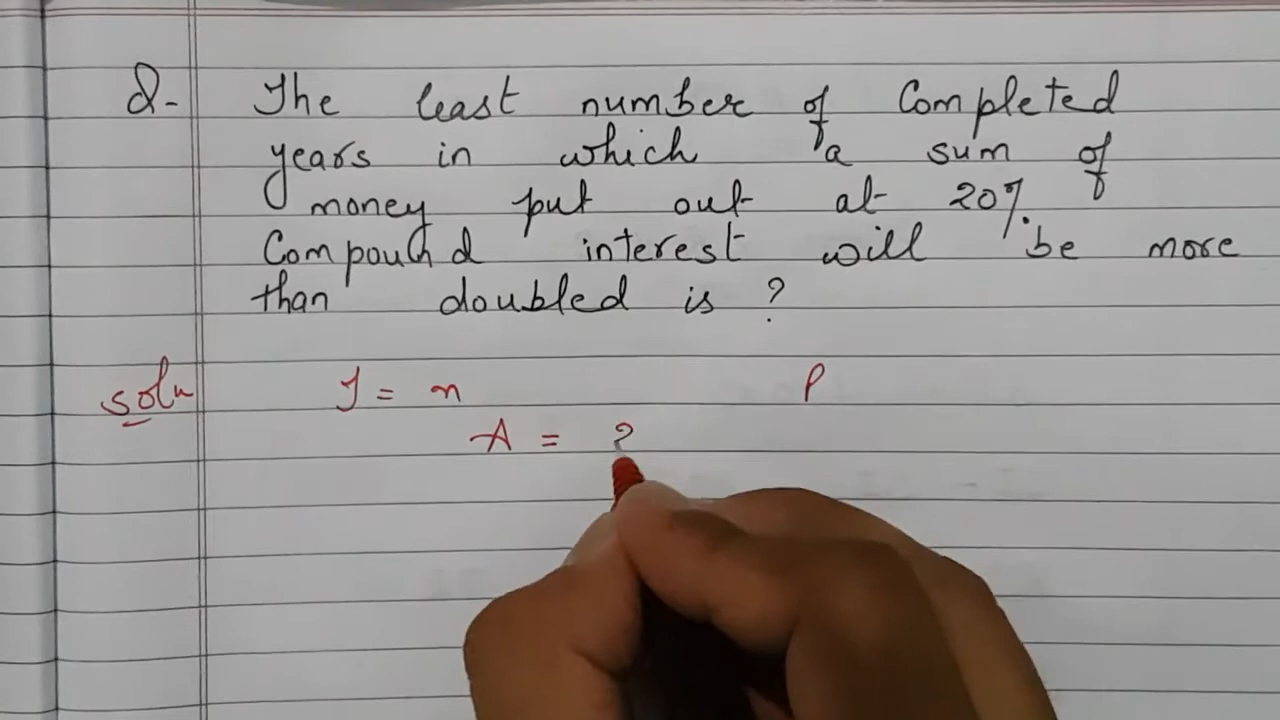 Q- The least number of Completed
years in which a sum of
money put out at 20%
Compound interest will be more
than doubled is ?
soln T = n P
A = 2